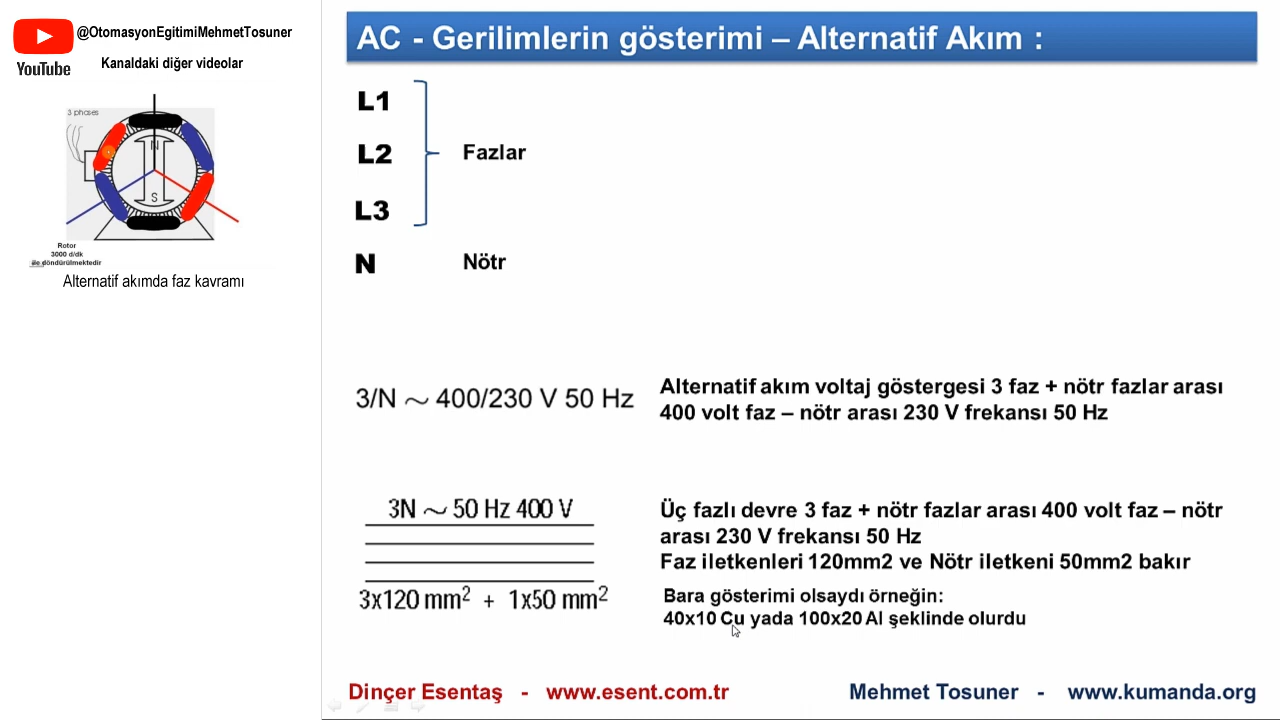 @OtomasyonEgitimiMehmetTosuner
YouTube
Kanaldaki diğer videolar
3 phases
N
S
Rotor
3000 d/dk
ile döndürülmektedir
Alternatif akımda faz kavramı
AC - Gerilimlerin gösterimi – Alternatif Akım :
L1
L2
Fazlar
L3
N
Nötr
3/N ~ 400/230 V 50 Hz
Alternatif akım voltaj göstergesi 3 faz + nötr fazlar arası
400 volt faz – nötr arası 230 V frekansı 50 Hz
3N ~ 50 Hz 400 V
3x120 mm² + 1x50 mm²
Üç fazlı devre 3 faz + nötr fazlar arası 400 volt faz – nötr
arası 230 V frekansı 50 Hz
Faz iletkenleri 120mm2 ve Nötr iletkeni 50mm2 bakır
Bara gösterimi olsaydı örneğin:
40x10 Cu yada 100x20 Al şeklinde olurdu
Dinçer Esentaş - www.esent.com.tr
Mehmet Tosuner - www.kumanda.org